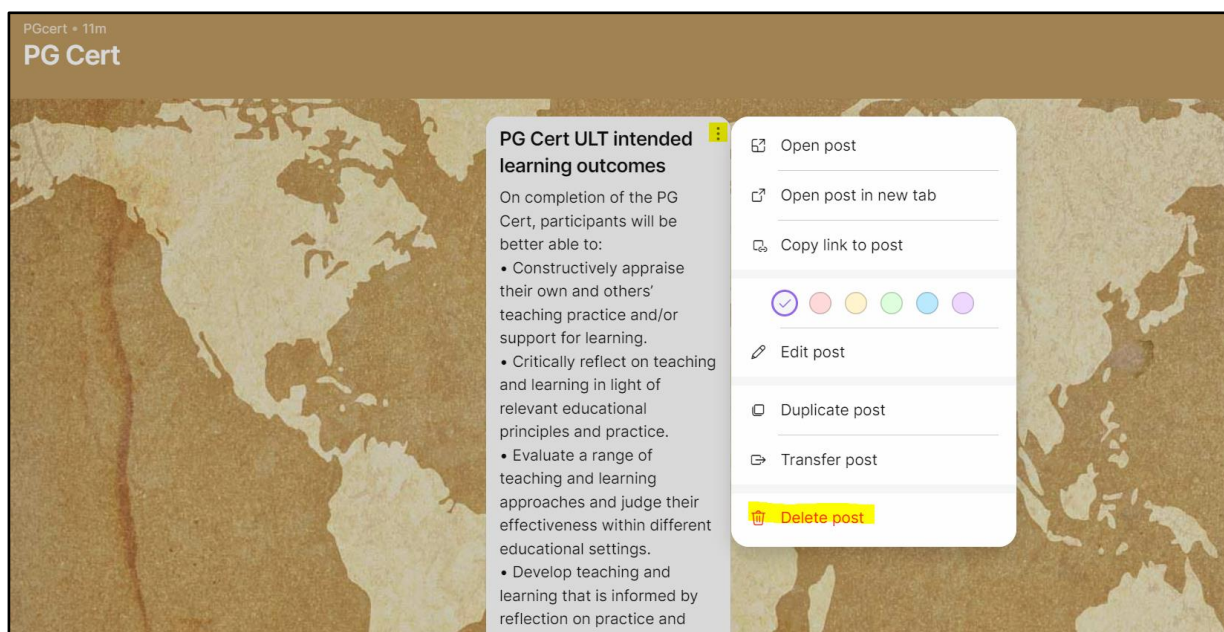 PGcert • 11m
PG Cert
PG Cert ULT intended
learning outcomes
On completion of the PG
Cert, participants will be
better able to:
• Constructively appraise
their own and others’
teaching practice and/or
support for learning.
• Critically reflect on teaching
and learning in light of
relevant educational
principles and practice.
• Evaluate a range of
teaching and learning
approaches and judge their
effectiveness within different
educational settings.
• Develop teaching and
learning that is informed by
reflection on practice and
Open post
Open post in new tab
Copy link to post
Edit post
Duplicate post
Transfer post
Delete post